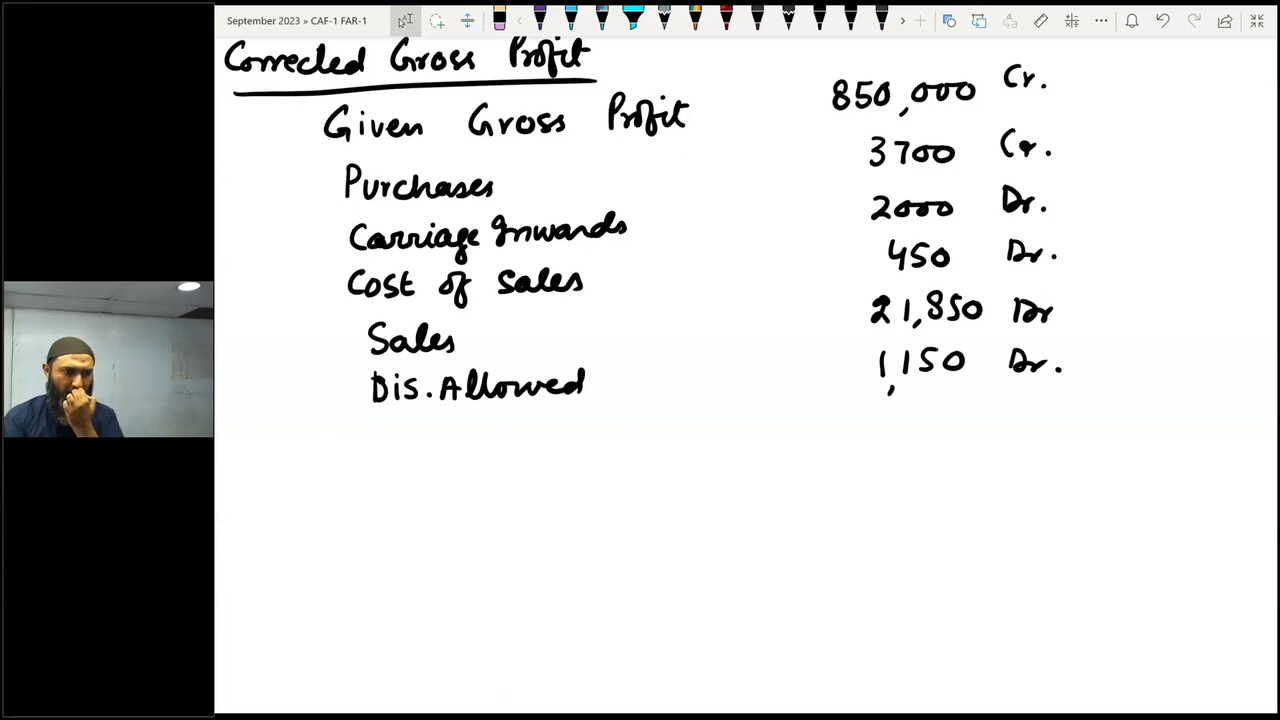 September 2023 » CAF-1 FAR-1
Corrected Gross Profit
Given Gross Profit 850,000 Cr.
Purchases 3700 Cr.
Carriage Inwards 2000 Dr.
Cost of Sales 450 Dr.
Sales 21,850 Dr
Dis. Allowed 1,150 Dr.